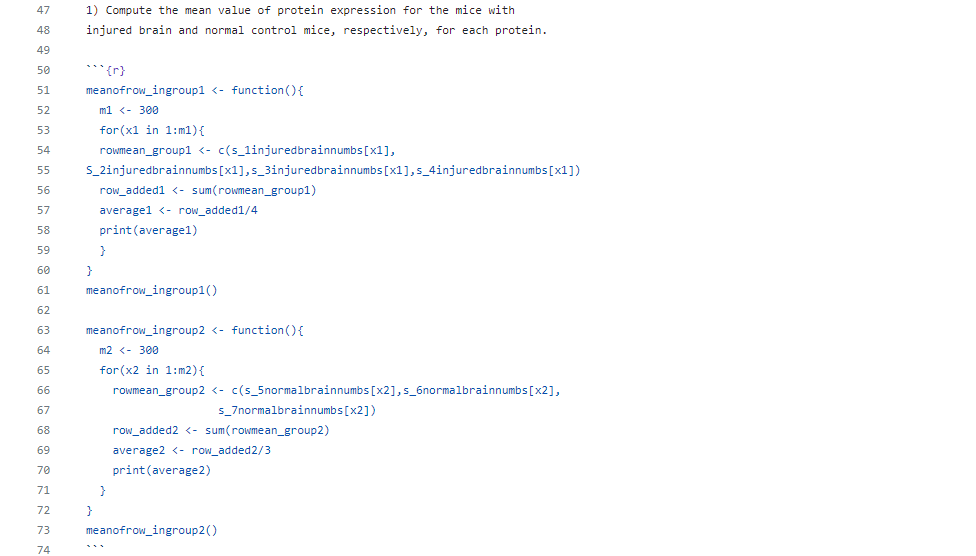 47 1) Compute the mean value of protein expression for the mice with
48 injured brain and normal control mice, respectively, for each protein.
49
50 ```{r}
51 meanofrow_ingroup1 <- function(){
52   m1 <- 300
53   for(x1 in 1:m1){
54   rowmean_group1 <- c(s_1injuredbrainnumbs[x1],
55 S_2injuredbrainnumbs[x1],s_3injuredbrainnumbs[x1],s_4injuredbrainnumbs[x1])
56   row_added1 <- sum(rowmean_group1)
57   average1 <- row_added1/4
58   print(average1)
59   }
60 }
61 meanofrow_ingroup1()
62
63 meanofrow_ingroup2 <- function(){
64   m2 <- 300
65   for(x2 in 1:m2){
66     rowmean_group2 <- c(s_5normalbrainnumbs[x2],s_6normalbrainnumbs[x2],
67                     s_7normalbrainnumbs[x2])
68     row_added2 <- sum(rowmean_group2)
69     average2 <- row_added2/3
70     print(average2)
71   }
72 }
73 meanofrow_ingroup2()
74 ```